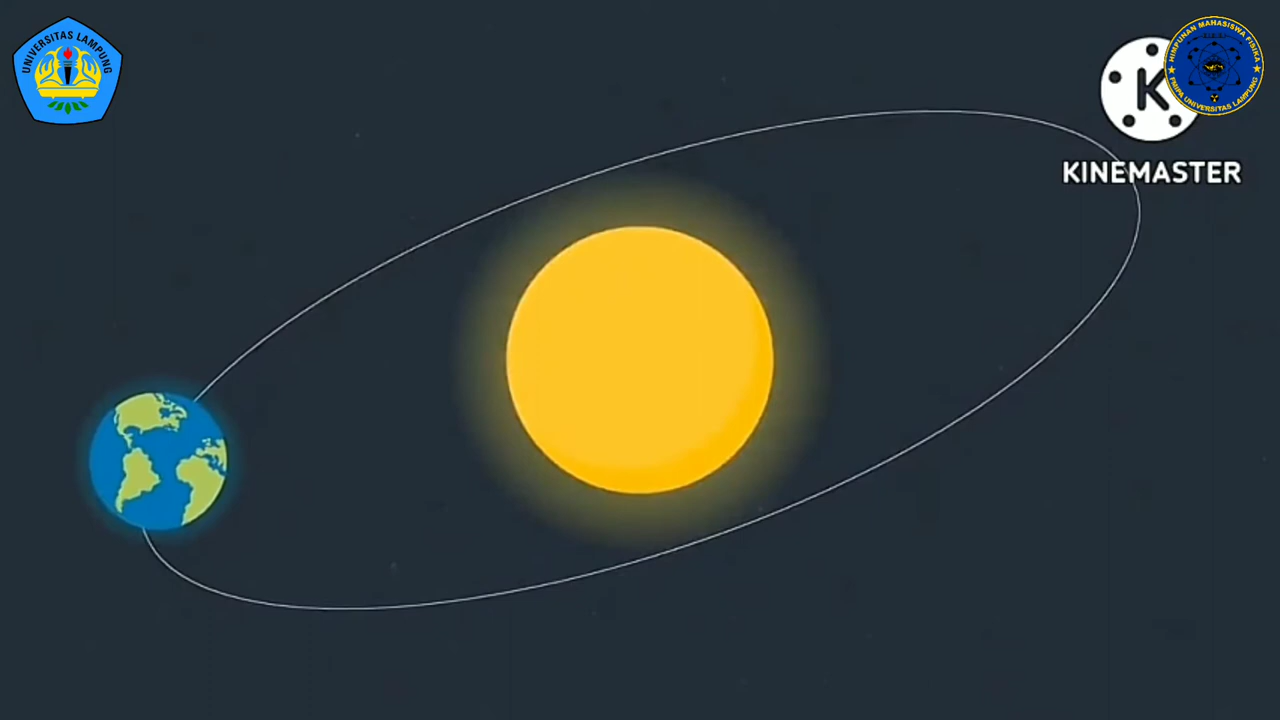 UNIVERSITAS LAMPUNG
K
KINEMASTER
HIMPUNAN MAHASISWA FISIKA
FMIPA UNIVERSITAS LAMPUNG